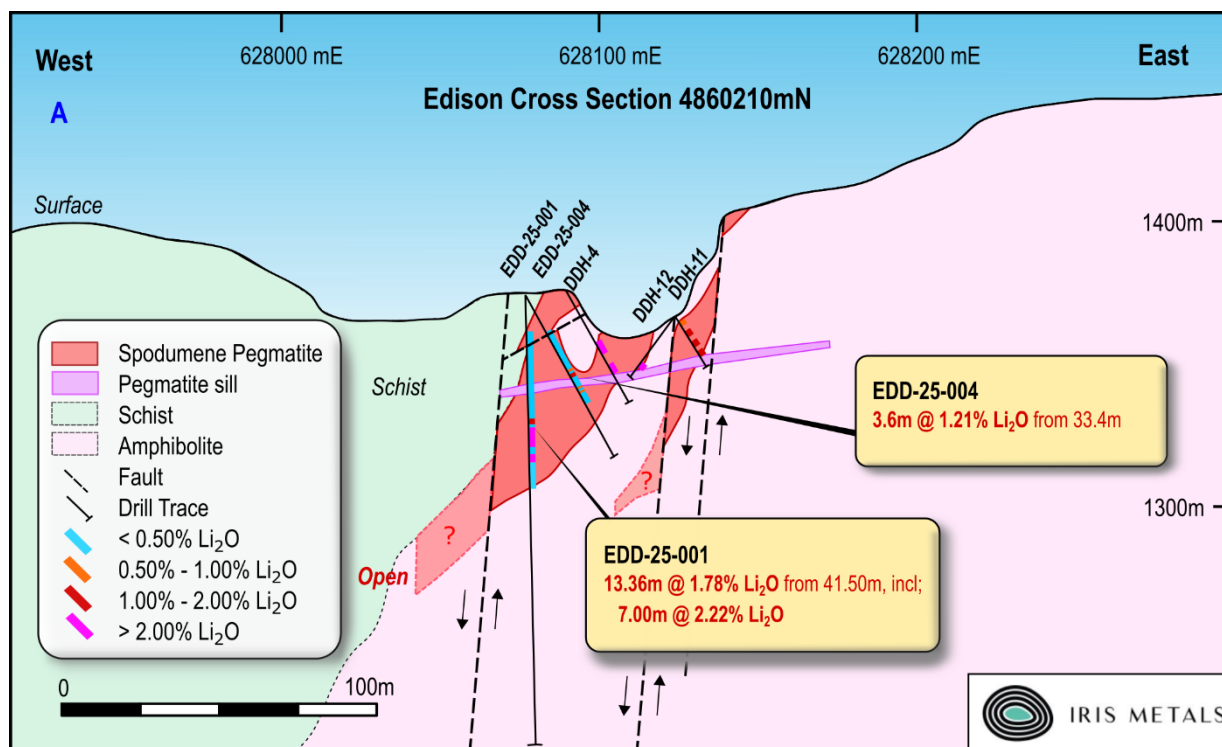 628000 mE
628100 mE
628200 mE
West
East
A
Edison Cross Section 4860210mN
Surface
EDD-25-001
EDD-25-004
DDH-4
DDH-12
DDH-11
1400m
Spodumene Pegmatite
Pegmatite sill
Schist
Amphibolite
Fault
Drill Trace
< 0.50% Li₂O
0.50% - 1.00% Li₂O
1.00% - 2.00% Li₂O
> 2.00% Li₂O
Schist
EDD-25-004
3.6m @ 1.21% Li₂O from 33.4m
?
?
1300m
Open
EDD-25-001
13.36m @ 1.78% Li₂O from 41.50m, incl;
7.00m @ 2.22% Li₂O
0
100m
IRIS METALS